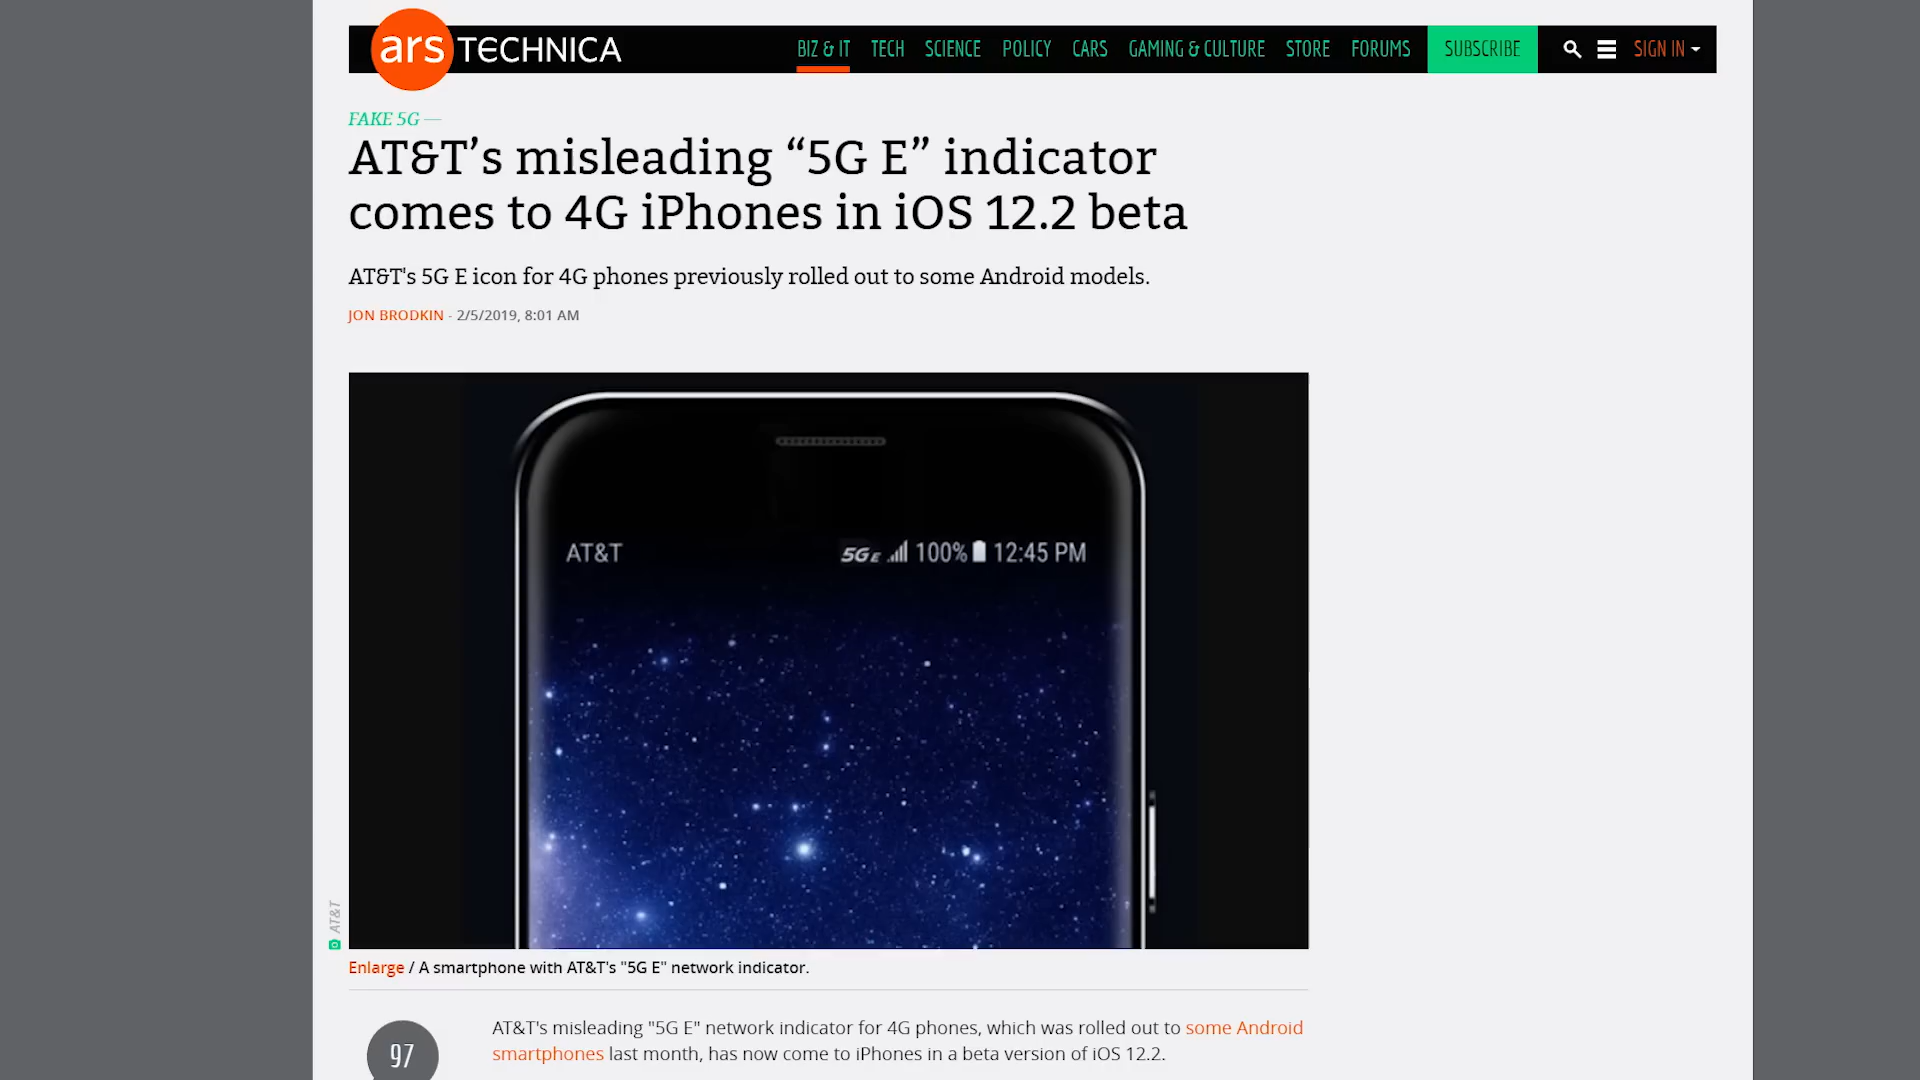 ars TECHNICA
BIZ & IT TECH SCIENCE POLICY CARS GAMING & CULTURE STORE FORUMS SUBSCRIBE SIGN IN
FAKE 5G —
AT&T’s misleading “5G E” indicator
comes to 4G iPhones in iOS 12.2 beta
AT&T's 5G E icon for 4G phones previously rolled out to some Android models.
JON BRODKIN - 2/5/2019, 8:01 AM
AT&T 5G E 100% 12:45 PM
AT&T
Enlarge / A smartphone with AT&T's "5G E" network indicator.
97
AT&T's misleading "5G E" network indicator for 4G phones, which was rolled out to some Android
smartphones last month, has now come to iPhones in a beta version of iOS 12.2.